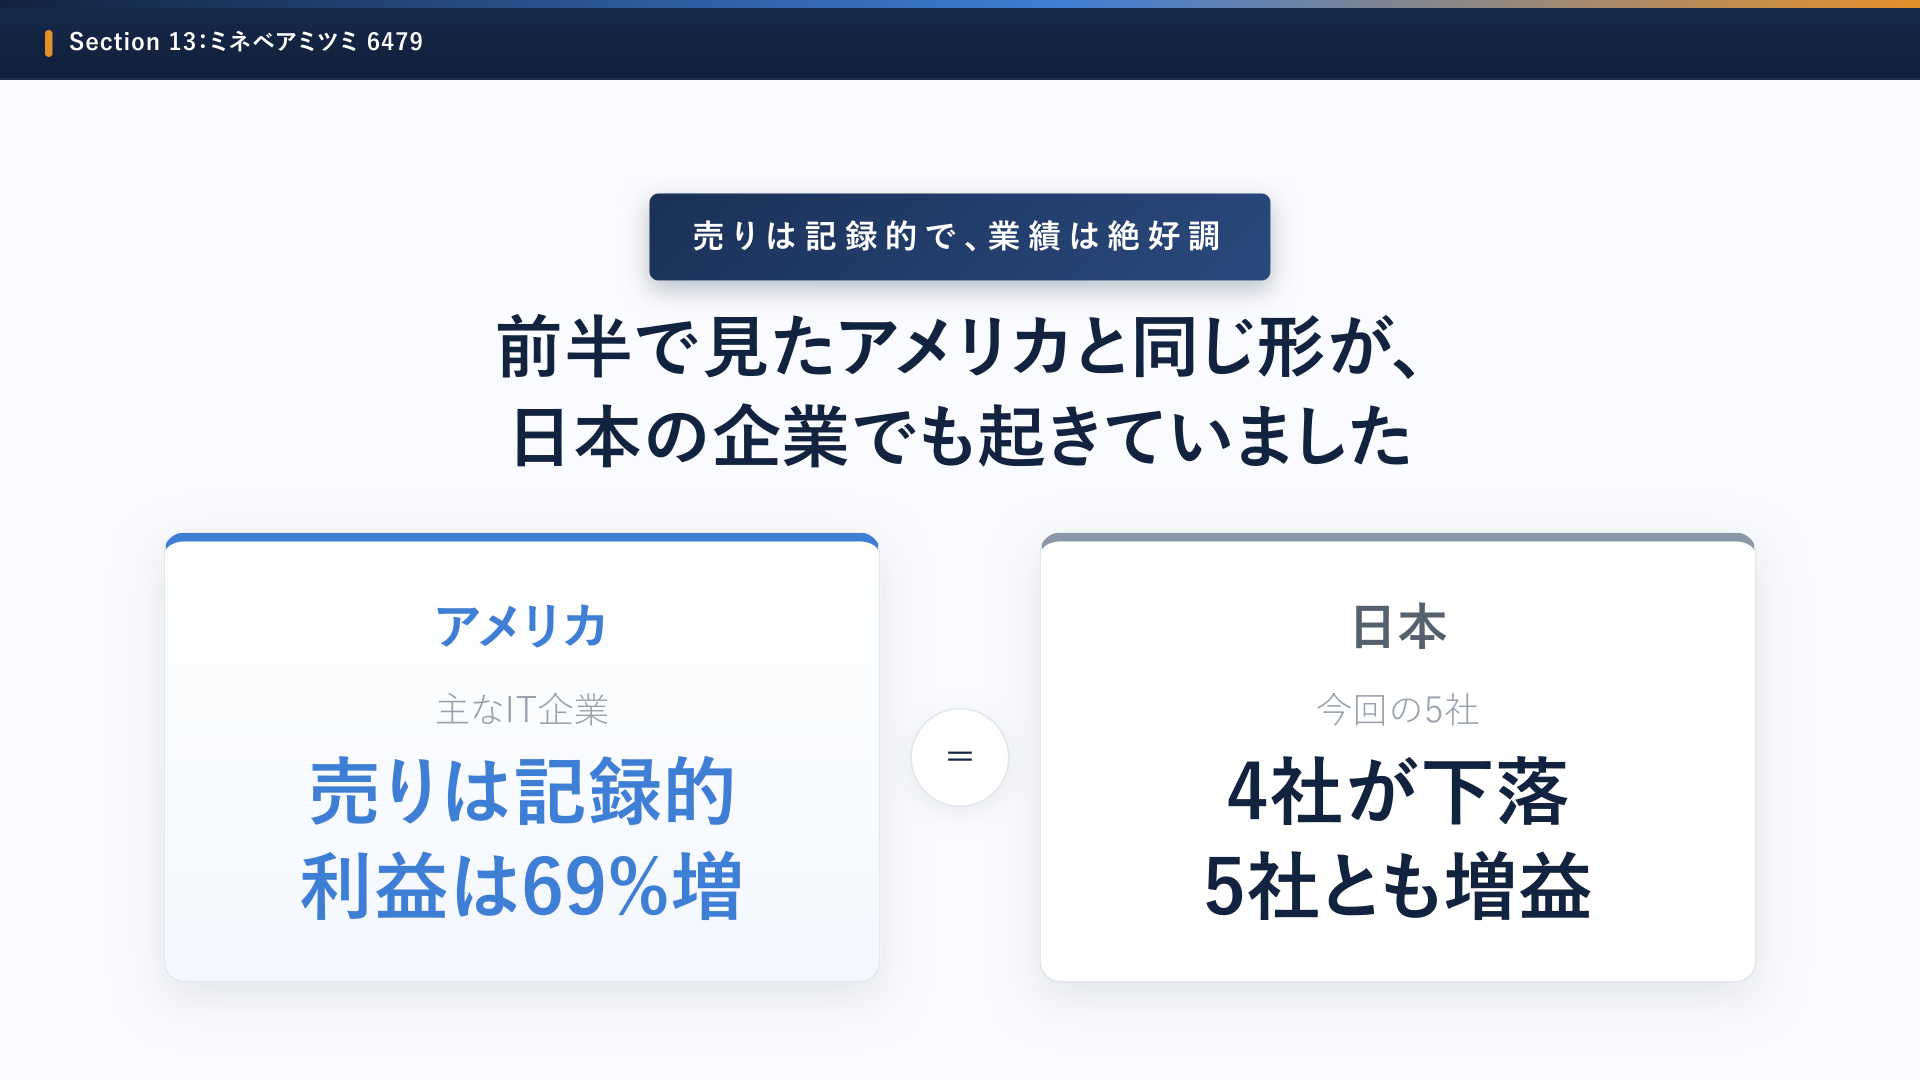 Section 13：ミネベアミツミ 6479
売りは記録的で、業績は絶好調
前半で見たアメリカと同じ形が、
日本の企業でも起きていました
アメリカ
主なIT企業
売りは記録的
利益は69%増
＝
日本
今回の5社
4社が下落
5社とも増益